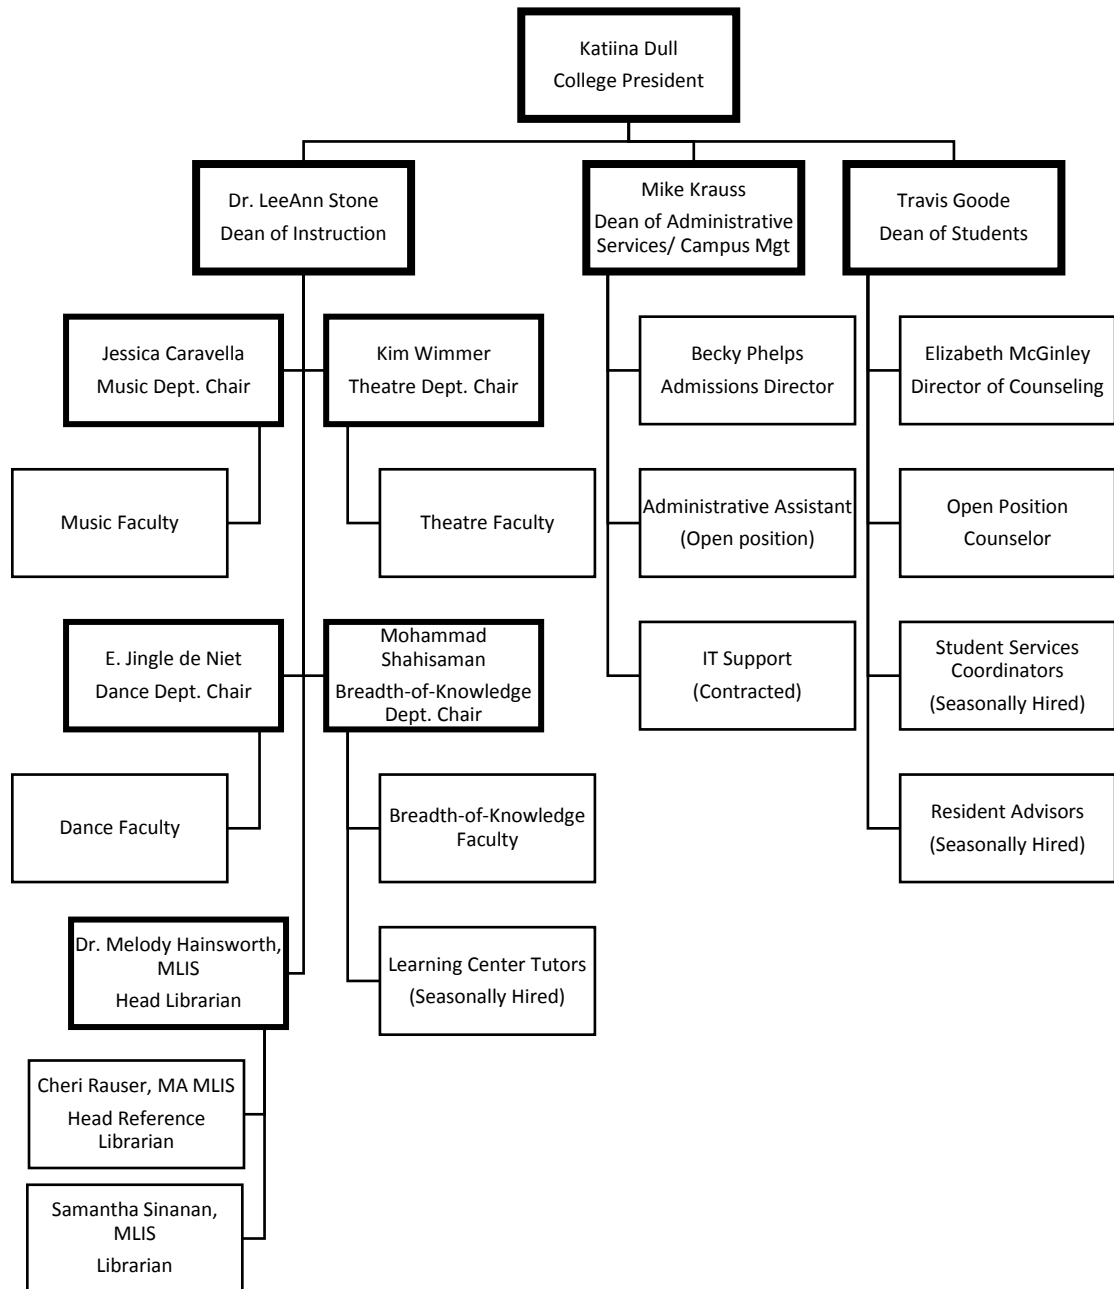 Katiina Dull
College President
Dr. LeeAnn Stone
Dean of Instruction
Mike Krauss
Dean of Administrative
Services/ Campus Mgt
Travis Goode
Dean of Students
Jessica Caravella
Music Dept. Chair
Kim Wimmer
Theatre Dept. Chair
Becky Phelps
Admissions Director
Elizabeth McGinley
Director of Counseling
Music Faculty
Theatre Faculty
Administrative Assistant
(Open position)
Open Position
Counselor
E. Jingle de Niet
Dance Dept. Chair
Mohammad
Shahisaman
Breadth-of-Knowledge
Dept. Chair
IT Support
(Contracted)
Student Services
Coordinators
(Seasonally Hired)
Dance Faculty
Breadth-of-Knowledge
Faculty
Resident Advisors
(Seasonally Hired)
Dr. Melody Hainsworth,
MLIS
Head Librarian
Learning Center Tutors
(Seasonally Hired)
Cheri Rauser, MA MLIS
Head Reference
Librarian
Samantha Sinanan,
MLIS
Librarian